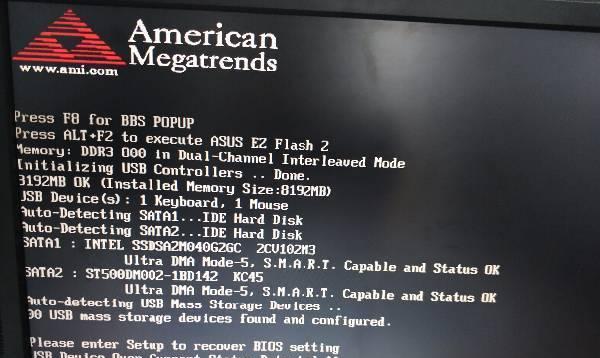 American
Megatrends
www.ami.com
Press F8 for BBS POPUP
Press ALT+F2 to execute ASUS EZ Flash 2
Memory: DDR3 000 in Dual-Channel Interleaved Mode
Initializing USB Controllers .. Done.
8192MB OK (Installed Memory Size:8192MB)
USB Device(s): 1 Keyboard, 1 Mouse
Auto-Detecting SATA1...IDE Hard Disk
Auto-Detecting SATA2...IDE Hard Disk
SATA1 : INTEL SSDSA2M040G2GC 2CV102M3
Ultra DMA Mode-5, S.M.A.R.T. Capable and Status OK
SATA2 : ST500DM002-1BD142 KC45
Ultra DMA Mode-5, S.M.A.R.T. Capable and Status OK
Auto-detecting USB Mass Storage Devices ..
00 USB mass storage devices found and configured.
Please enter Setup to recover BIOS setting
USB Device Over Current Status